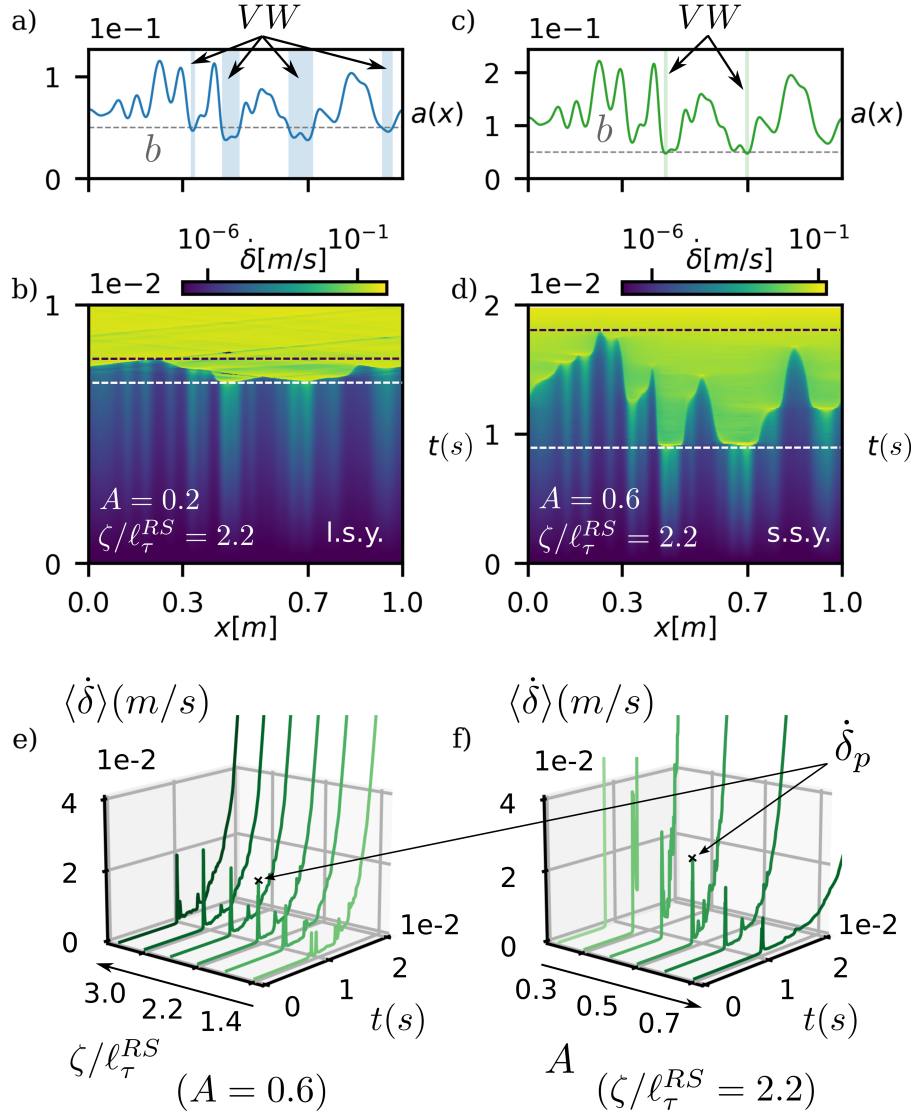 a)
VW
1e−1
1
0
b
a(x)
c)
VW
1e−1
2
1
0
b
a(x)
b)
10⁻⁶ 10⁻¹
δ̇[m/s]
1e−2
1
0
A = 0.2
ζ/ℓ_τ^{RS} = 2.2
l.s.y.
t(s)
0.0 0.3 0.7 1.0
x[m]
d)
10⁻⁶ 10⁻¹
δ̇[m/s]
1e−2
2
1
0
A = 0.6
ζ/ℓ_τ^{RS} = 2.2
s.s.y.
t(s)
0.0 0.3 0.7 1.0
x[m]
⟨δ̇⟩(m/s)
e)
1e-2
4
2
0
3.0
2.2
1.4
ζ/ℓ_τ^{RS}
0
1
2
1e-2
t(s)
(A = 0.6)
⟨δ̇⟩(m/s)
f)
δ̇_p
1e-2
4
2
0
0.3
0.5
0.7
A
0
1
2
1e-2
t(s)
(ζ/ℓ_τ^{RS} = 2.2)